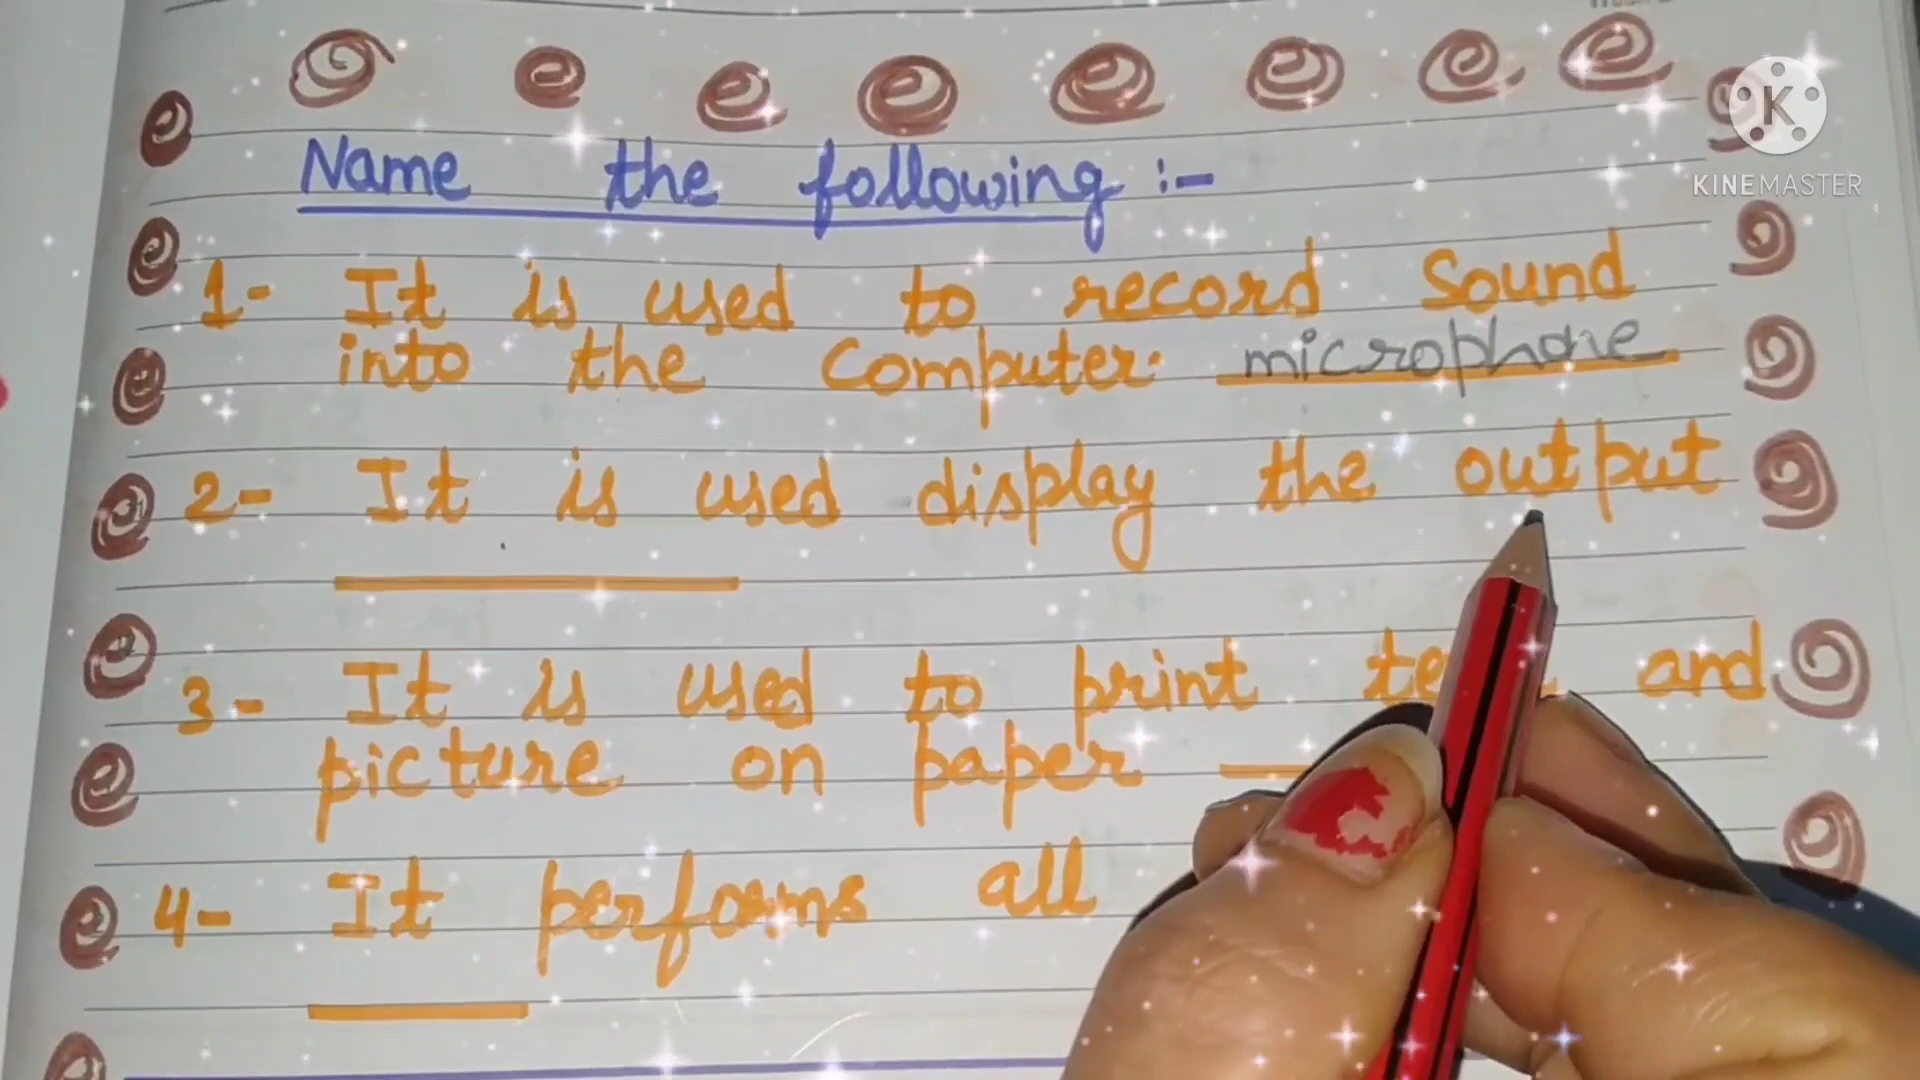 Name the following :-
1- It is used to record Sound
into the Computer. microphone
2- It is used display the output
3- It is used to print and
picture on paper
4- It performs all
KINEMASTER